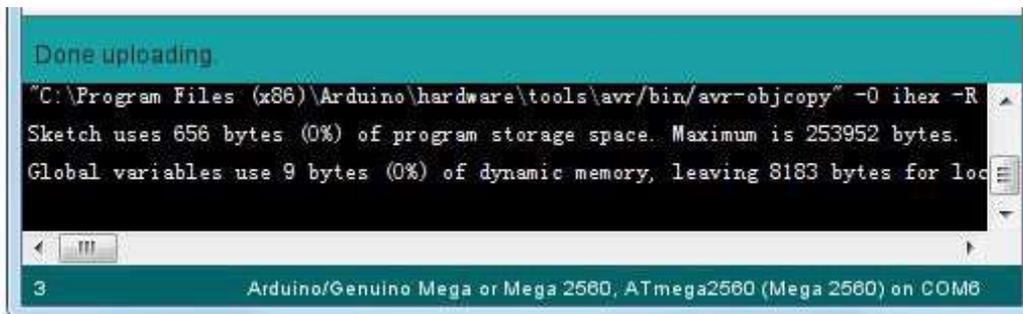 Done uploading.
"C:\Program Files (x86)\Arduino\hardware\tools\avr/bin/avr-objcopy" -O ihex -R
Sketch uses 656 bytes (0%) of program storage space. Maximum is 253952 bytes.
Global variables use 9 bytes (0%) of dynamic memory, leaving 8183 bytes for loc
3
Arduino/Genuino Mega or Mega 2560, ATmega2560 (Mega 2560) on COM6